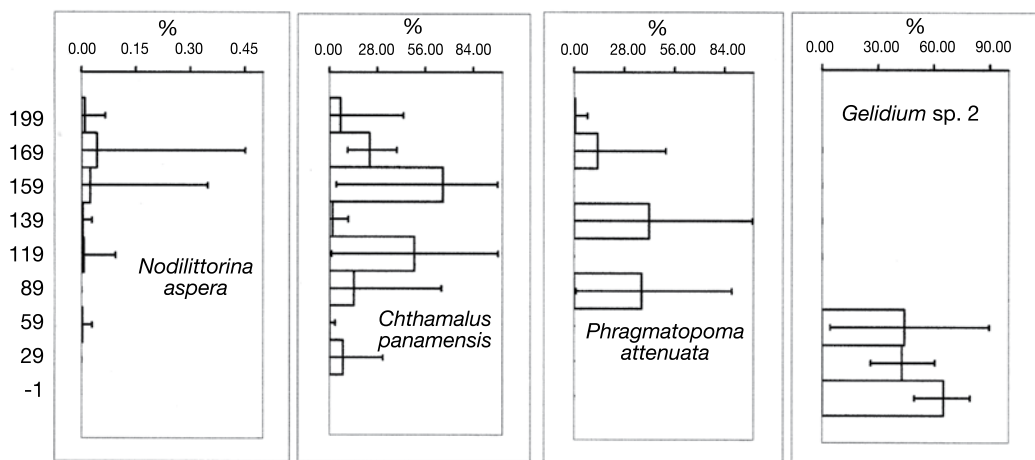 % % % %
0.00 0.15 0.30 0.45 0.00 28.00 56.00 84.00 0.00 28.00 56.00 84.00 0.00 30.00 60.00 90.00
199
169
159
139
119
89
59
29
-1
Nodilittorina
aspera
Chthamalus
panamensis
Phragmatopoma
attenuata
Gelidium sp. 2